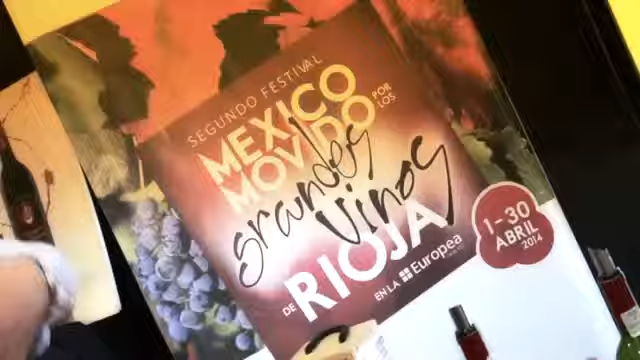 SEGUNDO FESTIVAL
MEXICO
MOVIDO POR LOS
grandes
vinos
DE RIOJA
EN LA Europea
1 - 30
ABRIL
2014